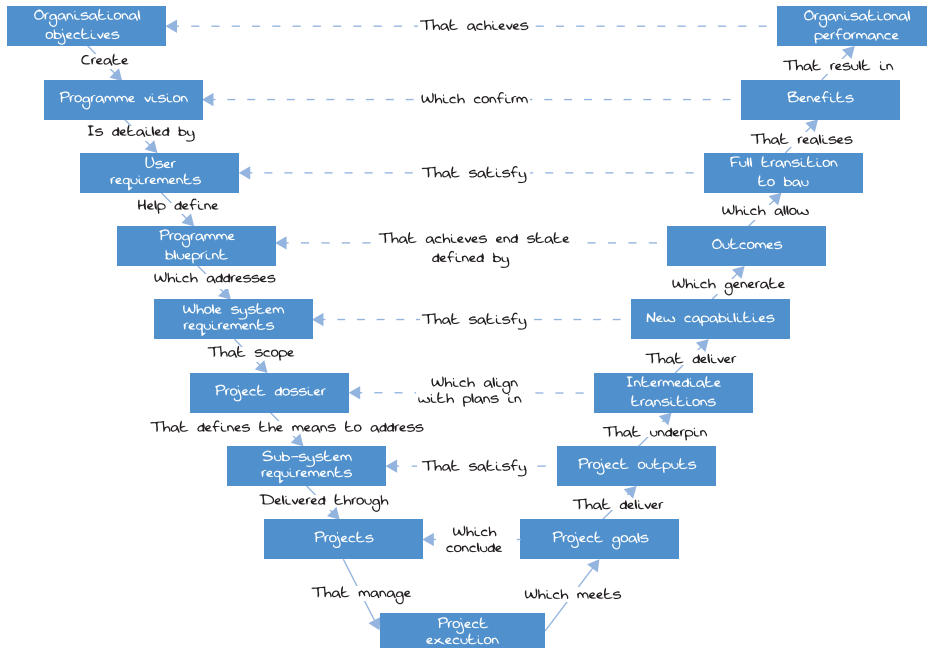 Organisational
objectives
That achieves
Organisational
performance
Create
That result in
Programme vision
Which confirm
Benefits
Is detailed by
That realises
User
requirements
That satisfy
Full transition
to bau
Help define
Which allow
Programme
blueprint
That achieves end state
defined by
Outcomes
Which addresses
Which generate
Whole system
requirements
That satisfy
New capabilities
That scope
That deliver
Project dossier
Which align
with plans in
Intermediate
transitions
That defines the means to address
That underpin
Sub-system
requirements
That satisfy
Project outputs
Delivered through
That deliver
Projects
Which
conclude
Project goals
That manage
Which meets
Project
execution